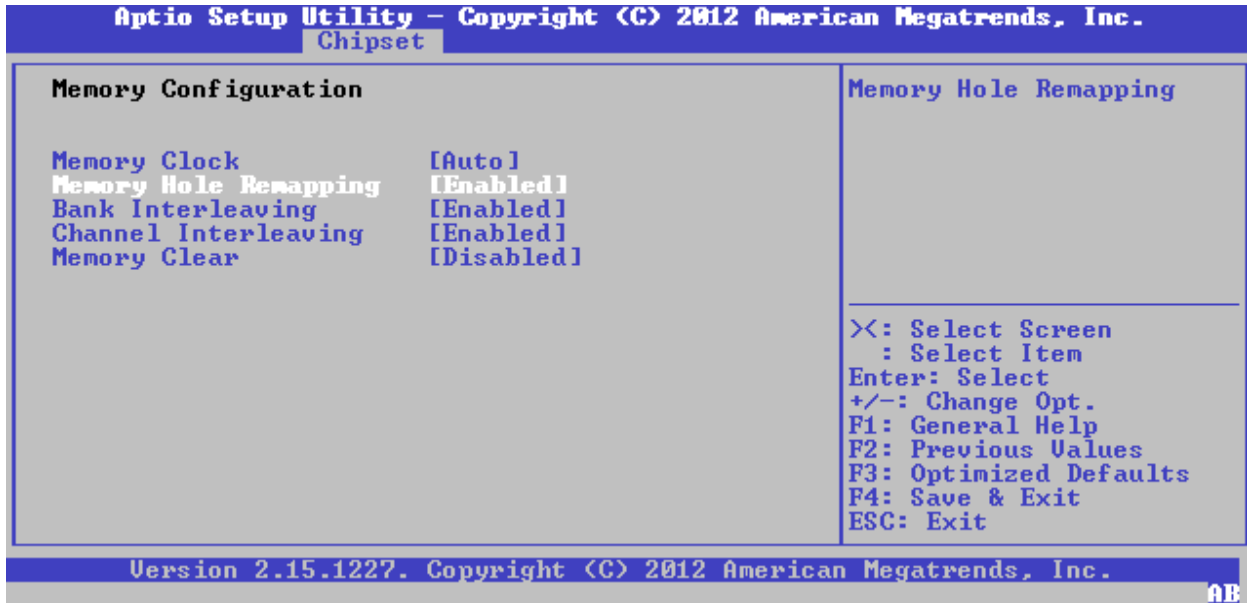 Aptio Setup Utility – Copyright (C) 2012 American Megatrends, Inc.
Chipset
Memory Configuration
Memory Clock [Auto]
Memory Hole Remapping [Enabled]
Bank Interleaving [Enabled]
Channel Interleaving [Enabled]
Memory Clear [Disabled]
Memory Hole Remapping
><: Select Screen
: Select Item
Enter: Select
+/-: Change Opt.
F1: General Help
F2: Previous Values
F3: Optimized Defaults
F4: Save & Exit
ESC: Exit
Version 2.15.1227. Copyright (C) 2012 American Megatrends, Inc.
AB